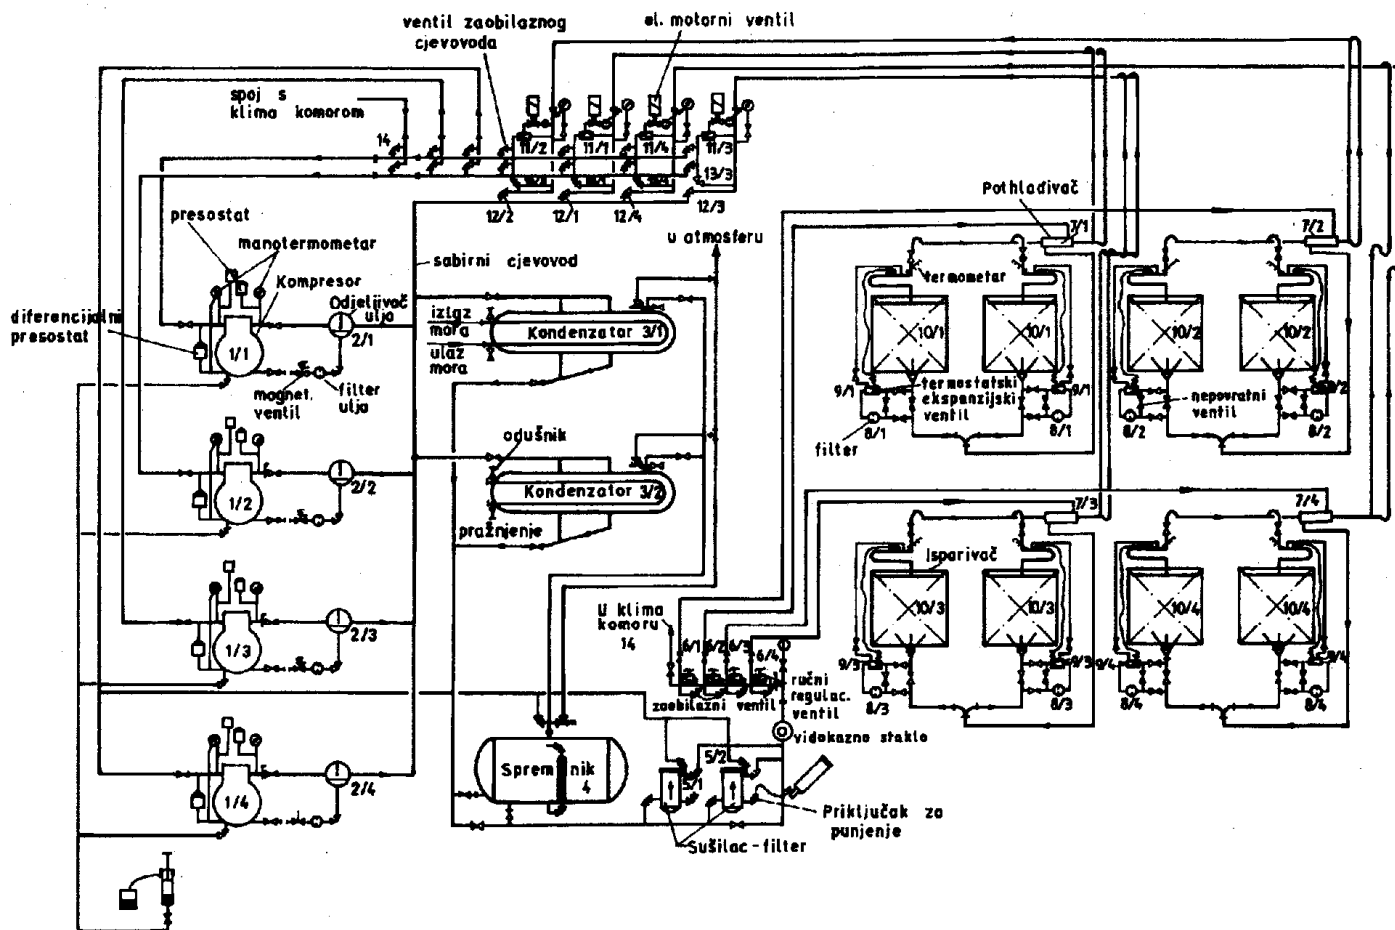 ventil zaobilaznog
cjevovoda
el. motorni ventil
spoj s
klima komorom
14
11/2
11/1
11/4
11/3
13/3
12/2
12/1
12/4
12/3
presostat
manotermometar
Kompresor
diferencijalni
presostat
Odjeljivač
ulja
1/1
2/1
magnet.
ventil
filter
ulja
sabirni cjevovod
u atmosferu
izlaz
mora
ulaz
mora
Kondenzator 3/1
odušnik
Kondenzator 3/2
pražnjenje
1/2
2/2
1/3
2/3
1/4
2/4
Pothlađivač
7/1
7/2
termometar
10/1
10/1
10/2
10/2
9/1
termostatski
ekspanzijski
ventil
9/1
nepovratni
ventil
9/2
8/1
filter
8/1
8/2
8/2
7/3
7/4
Isparivač
10/3
10/3
10/4
10/4
9/3
9/3
9/4
9/4
8/3
8/3
8/4
8/4
U klima
komoru
14
6/1
6/2
6/3
6/4
zaobilazni ventil
ručni
regulac.
ventil
vidokazno staklo
Spremnik
4
5/1
5/2
Priključak za
punjenje
Sušilac-filter